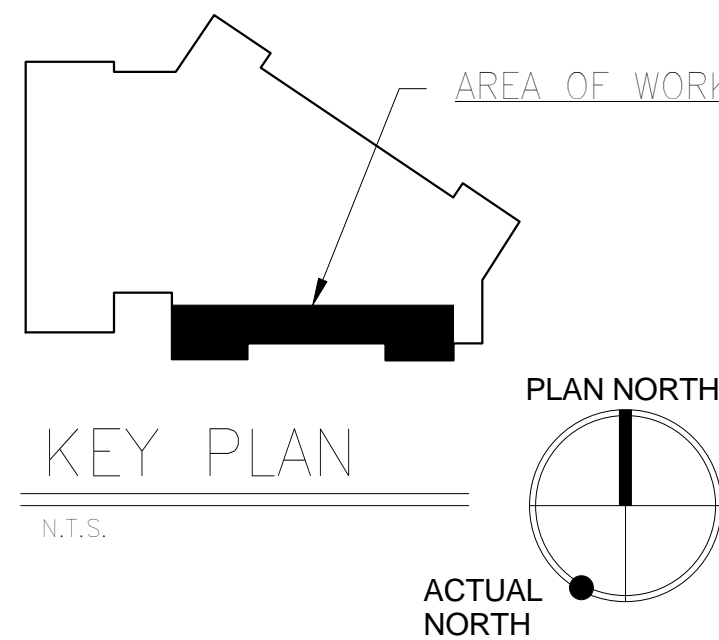 AREA OF WORK
PLAN NORTH
KEY PLAN
N.T.S.
ACTUAL
NORTH